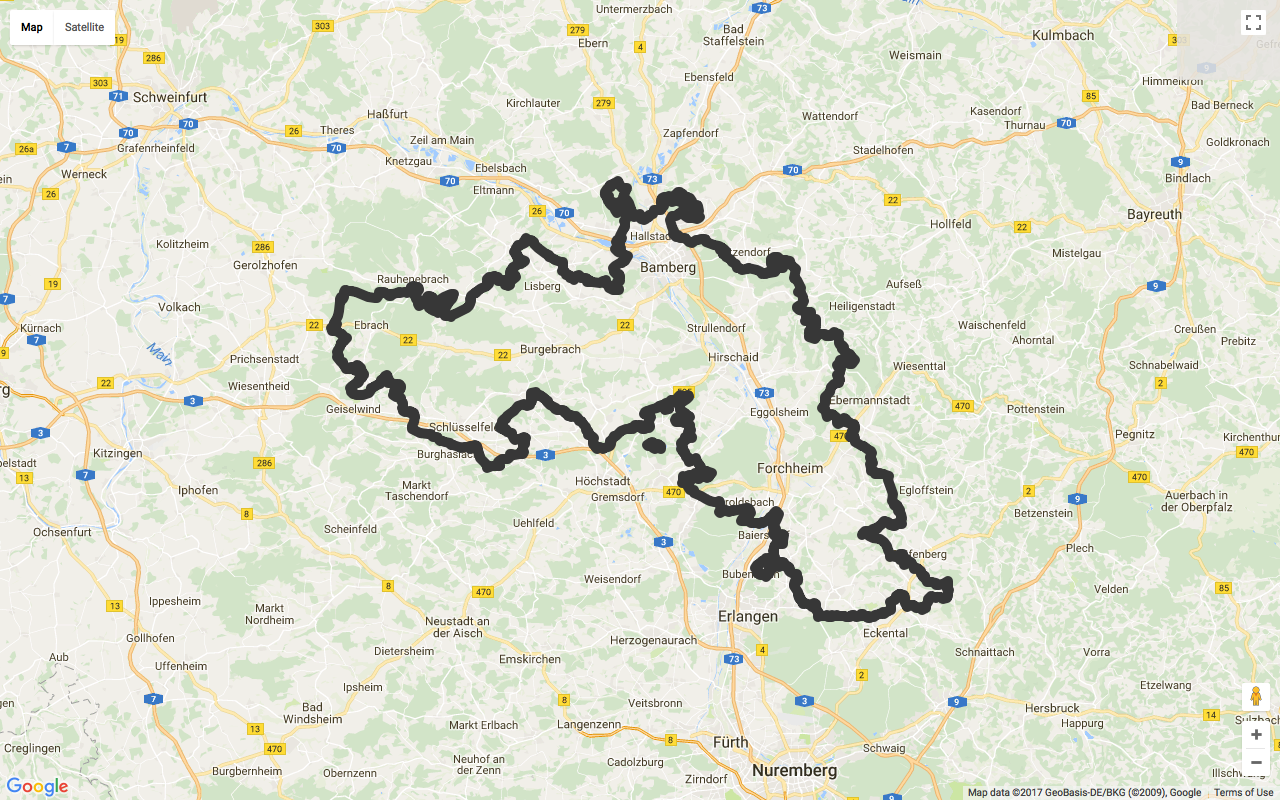 Map
Satellite
Untermerzbach
73
19
303
279
Ebern
4
Bad
Staffelstein
Kulmbach
286
Weismain
303
71
Schweinfurt
Ebensfeld
Himmelkron
Kirchlauter
279
85
Bad Berneck
70
Haßfurt
Wattendorf
Kasendorf
Thurnau
70
70
26
Theres
Zapfendorf
Goldkronach
26a
7
Grafenrheinfeld
70
Zeil am Main
Knetzgau
Stadelhofen
9
Werneck
Ebelsbach
70
Eltmann
73
70
Bindlach
26
26
70
22
Bayreuth
Kolitzheim
286
Hallstadt
Hollfeld
22
Gerolzhofen
Bamberg
Mistelgau
19
Rauhenebrach
Lisberg
Aufseß
9
7
Volkach
Heiligenstadt
Kürnach
22
Ebrach
22
Strullendorf
Waischenfeld
Creußen
7
Main
22
22
Burgebrach
Ahorntal
Prebitz
Prichsenstadt
Hirschaid
Wiesenttal
Schnabelwaid
22
Wiesentheid
73
2
3
Geiselwind
Eggolsheim
Ebermannstadt
470
Pottenstein
3
Schlüsselfeld
Pegnitz
Kirchenthur
Kitzingen
Burghaslach
3
470
286
Forchheim
470
13
7
Iphofen
Markt
Taschendorf
Höchstadt
Gremsdorf
470
Egloffstein
2
9
Auerbach in
der Oberpfalz
8
Betzenstein
Ochsenfurt
Scheinfeld
Uehlfeld
3
Plech
Weisendorf
8
470
Velden
85
13
Ippesheim
Markt
Nordheim
Erlangen
Neustadt an
der Aisch
Eckental
Gollhofen
Herzogenaurach
4
Aub
Dietersheim
Schnaittach
Vorra
Uffenheim
Emskirchen
73
2
Ipsheim
Etzelwang
7
8
Veitsbronn
3
9
Bad
Windsheim
Hersbruck
14
Markt Erlbach
Langenzenn
Happurg
13
8
Fürth
Creglingen
470
Schwaig
Neuhof an
der Zenn
Cadolzburg
Burgbernheim
Obernzenn
Zirndorf
Nuremberg
Google
Map data ©2017 GeoBasis-DE/BKG (©2009), Google
Terms of Use